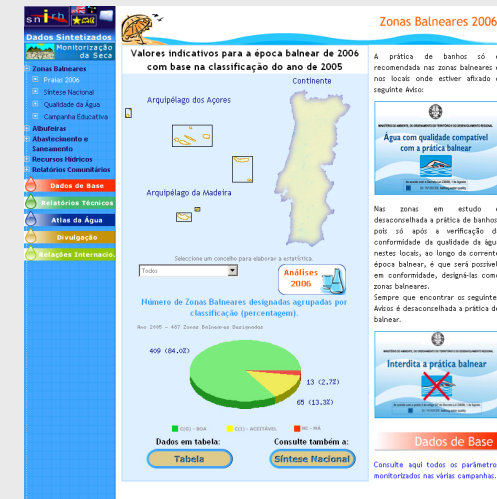 snirh
Dados Sintetizados
Monitorização
da Seca
Zonas Balneares
Praias 2006
Síntese Nacional
Qualidade da Água
Campanha Educativa
Albufeiras
Abastecimento e
Saneamento
Recursos Hídricos
Relatórios Comunitários
Dados de Base
Relatórios Técnicos
Atlas da Água
Divulgação
Relações Internacio.
Zonas Balneares 2006
Valores indicativos para a época balnear de 2006
com base na classificação do ano de 2005
Continente
Arquipélago dos Açores
Arquipélago da Madeira
Seleccione um concelho para elaborar a estatística.
Todos
Análises
2006
Número de Zonas Balneares designadas agrupadas por
classificação (percentagem).
Ano 2005 - 487 Zonas Balneares Designadas
409 (84.0%)
13 (2.7%)
65 (13.3%)
C(G) - BOA
C(I) - ACEITÁVEL
NC - MÁ
Dados em tabela:
Consulte também a:
Tabela
Síntese Nacional
A prática de banhos só é
recomendada nas zonas balneares e
nos locais onde estiver afixado o
seguinte Aviso:
Água com qualidade compatível
com a prática balnear
Nas zonas em estudo é
desaconselhada a prática de banhos
pois só após a verificação da
conformidade da qualidade da água
nestes locais, ao longo da corrente
época balnear, é que será possível,
em conformidade, designá-las como
zonas balneares.
Sempre que encontrar os seguintes
Avisos é desaconselhada a prática de
balnear.
Interdita a prática balnear
Dados de Base
Consulte aqui todos os parâmetros
monitorizados nas várias campanhas.